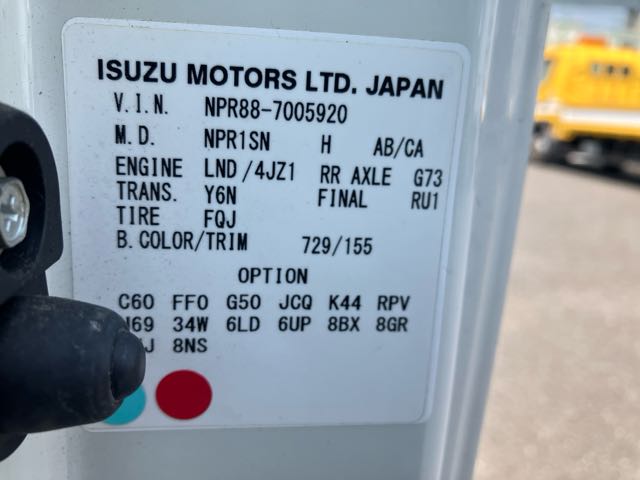 ISUZU MOTORS LTD. JAPAN
V.I.N. NPR88-7005920
M.D. NPR1SN H AB/CA
ENGINE LND/4JZ1 RR AXLE G73
TRANS. Y6N FINAL RU1
TIRE FQJ
B.COLOR/TRIM 729/155
OPTION
C60 FF0 G50 JCQ K44 RPV
34W 6LD 6UP 8BX 8GR
8NS